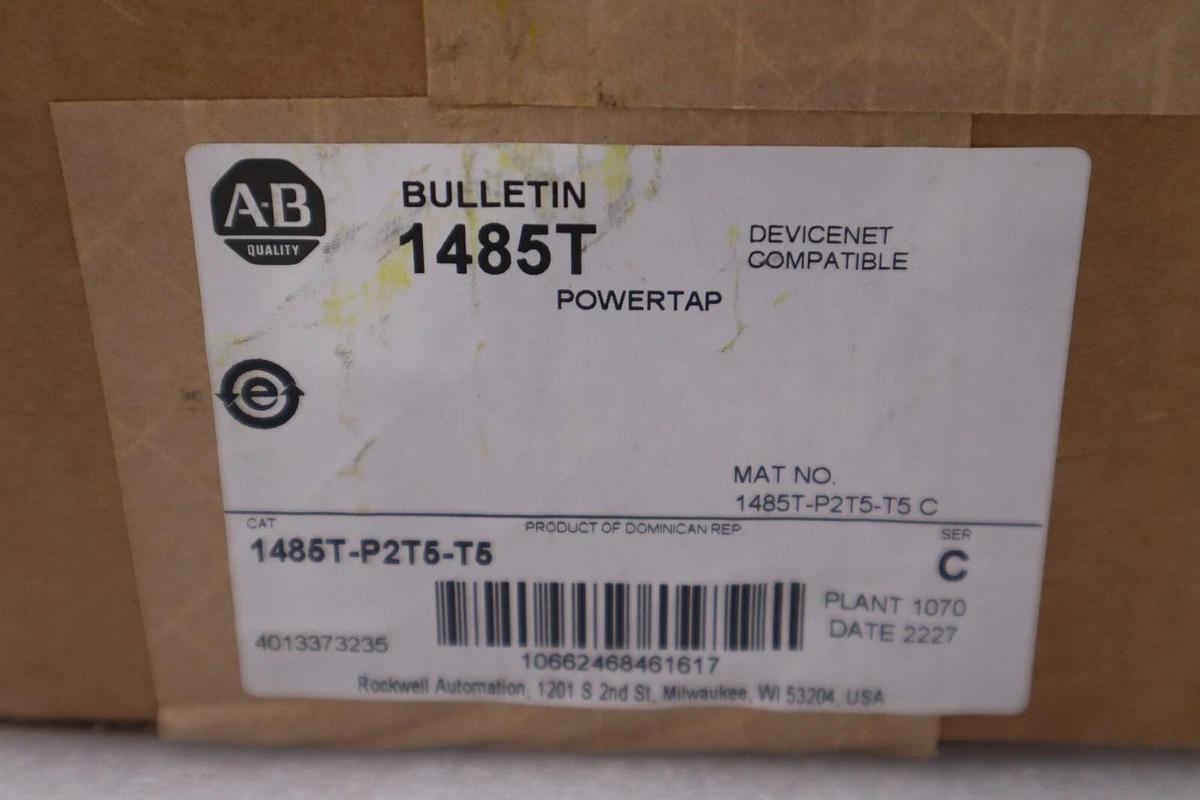 A·B
QUALITY
BULLETIN
1485T
POWERTAP
DEVICENET
COMPATIBLE
e
MAT NO.
1485T-P2T5-T5 C
CAT
PRODUCT OF DOMINICAN REP.
SER
1485T-P2T5-T5
C
PLANT 1070
DATE 2227
4013373235
10662468461617
Rockwell Automation, 1201 S 2nd St, Milwaukee, WI 53204, USA